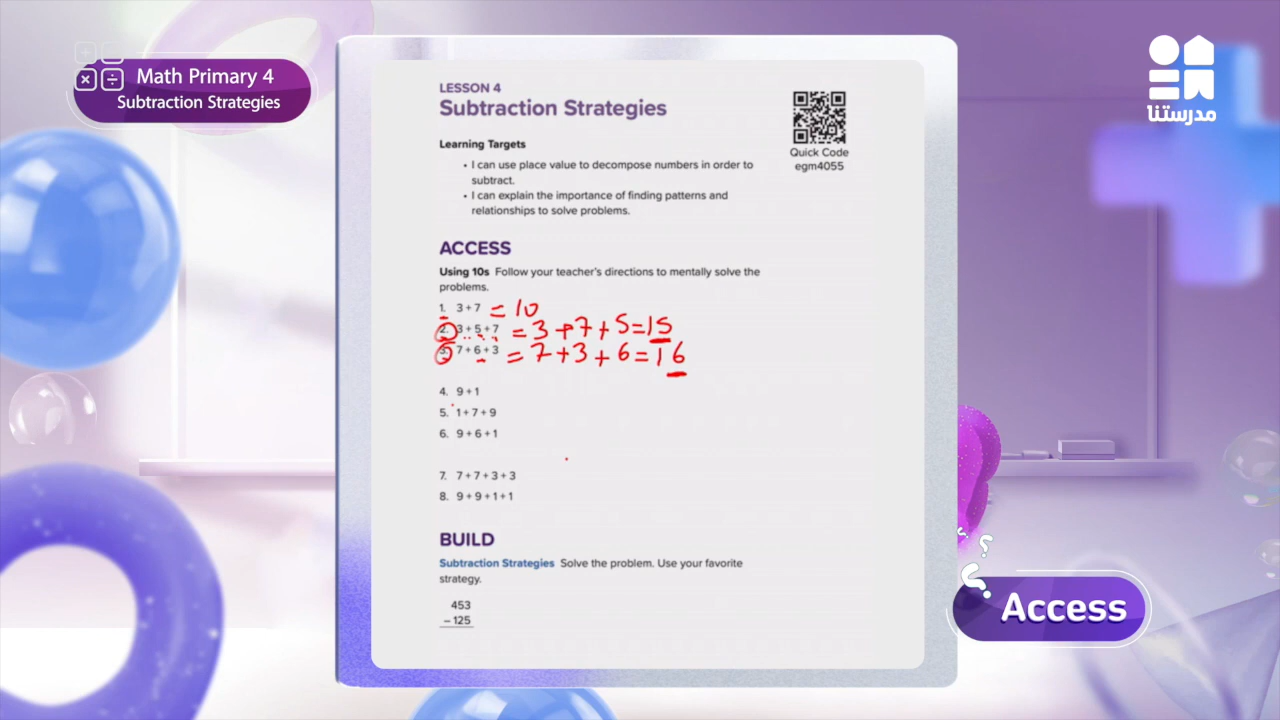 Math Primary 4
Subtraction Strategies
مدرستنا
LESSON 4
Subtraction Strategies
Quick Code
egm4055
Learning Targets
• I can use place value to decompose numbers in order to
subtract.
• I can explain the importance of finding patterns and
relationships to solve problems.
ACCESS
Using 10s Follow your teacher's directions to mentally solve the
problems.
1. 3 + 7 = 10
2. 3 + 5 + 7 = 3 + 7 + 5 = 15
3. 7 + 6 + 3 = 7 + 3 + 6 = 16
4. 9 + 1
5. 1 + 7 + 9
6. 9 + 6 + 1
7. 7 + 7 + 3 + 3
8. 9 + 9 + 1 + 1
BUILD
Subtraction Strategies Solve the problem. Use your favorite
strategy.
453
– 125
Access